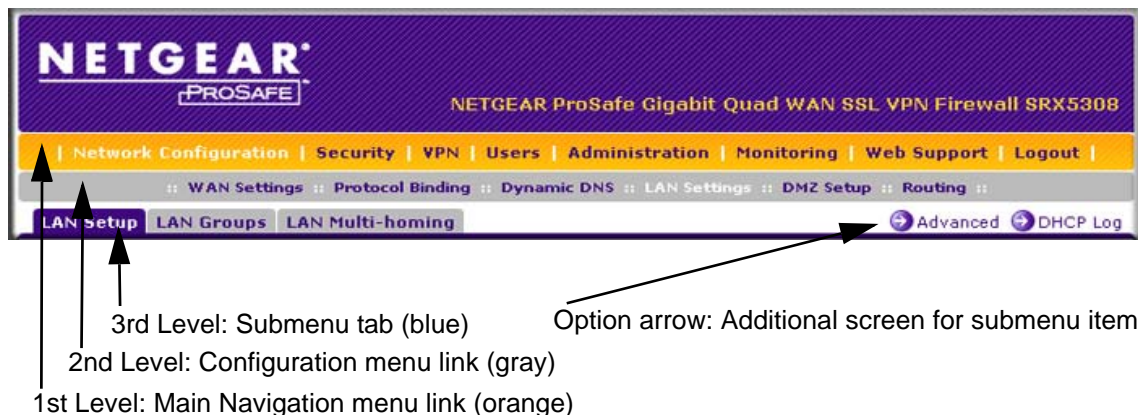 NETGEAR
PROSAFE
NETGEAR ProSafe Gigabit Quad WAN SSL VPN Firewall SRX5308
| Network Configuration | Security | VPN | Users | Administration | Monitoring | Web Support | Logout |
:: WAN Settings :: Protocol Binding :: Dynamic DNS :: LAN Settings :: DMZ Setup :: Routing ::
LAN Setup LAN Groups LAN Multi-homing Advanced DHCP Log
3rd Level: Submenu tab (blue) Option arrow: Additional screen for submenu item
2nd Level: Configuration menu link (gray)
1st Level: Main Navigation menu link (orange)